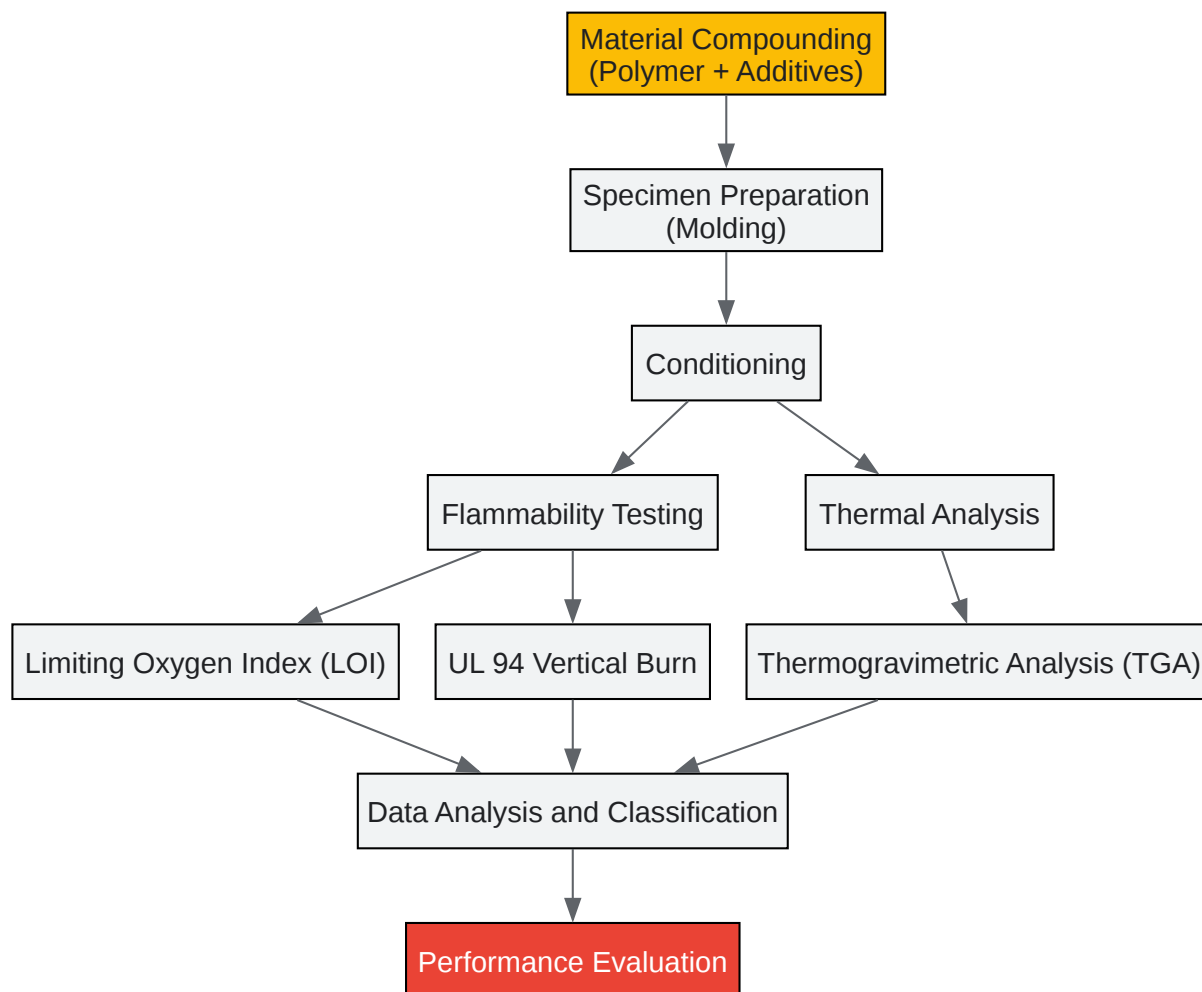 Material Compounding
(Polymer + Additives)
Specimen Preparation
(Molding)
Conditioning
Flammability Testing
Thermal Analysis
Limiting Oxygen Index (LOI)
UL 94 Vertical Burn
Thermogravimetric Analysis (TGA)
Data Analysis and Classification
Performance Evaluation